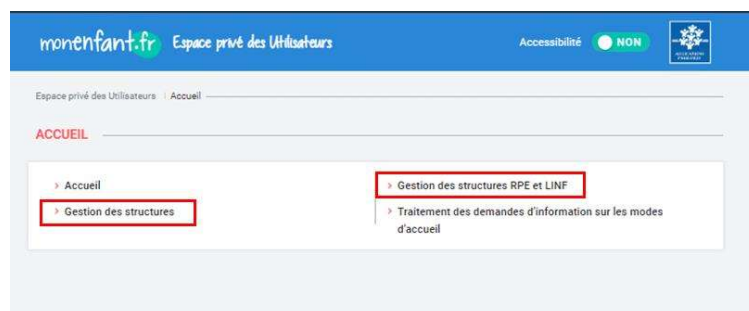 monenfant.fr Espace privé des Utilisateurs Accessibilité NON
Espace privé des Utilisateurs Accueil
ACCUEIL
> Accueil
> Gestion des structures
> Gestion des structures RPE et LINF
> Traitement des demandes d'information sur les modes
d'accueil